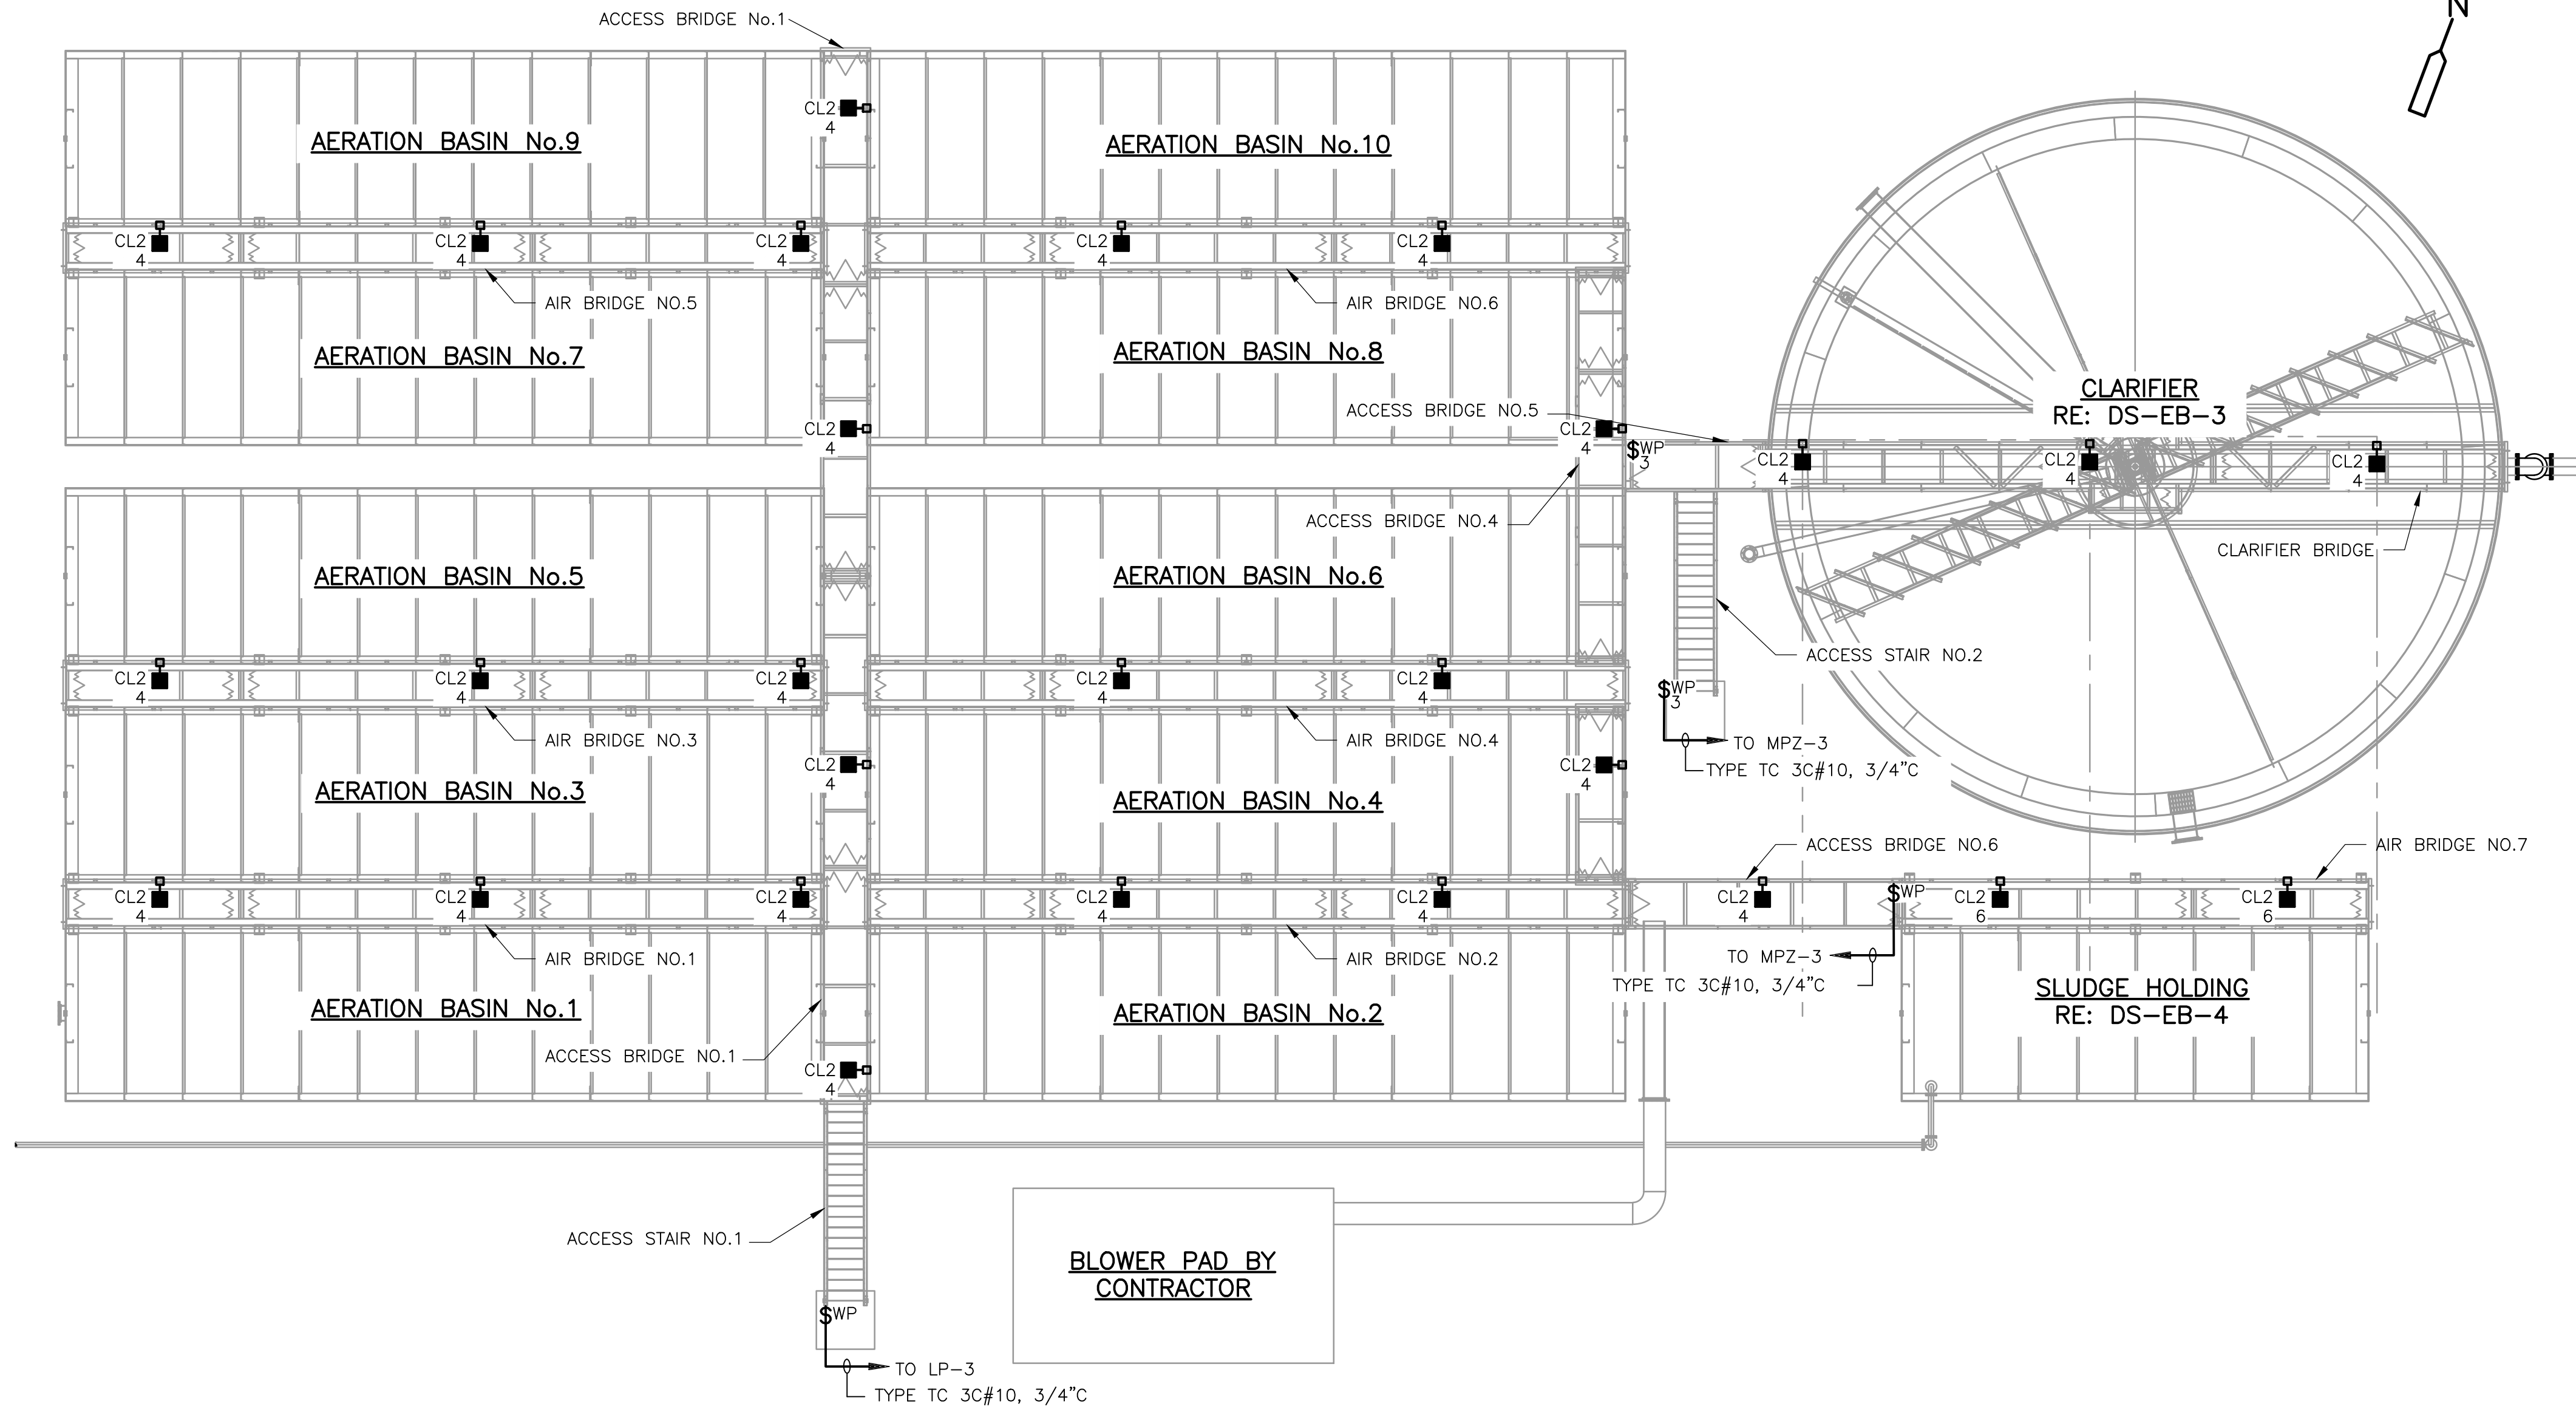 N
ACCESS BRIDGE No.1
CL2
4
AERATION BASIN No.9
AERATION BASIN No.10
CL2
4
CL2
4
CL2
4
CL2
4
CL2
4
AIR BRIDGE NO.5
AIR BRIDGE NO.6
AERATION BASIN No.7
AERATION BASIN No.8
CLARIFIER
RE: DS-EB-3
ACCESS BRIDGE NO.5
CL2
4
CL2
4
$WP
3
CL2
4
CL2
4
CL2
4
ACCESS BRIDGE NO.4
CLARIFIER BRIDGE
AERATION BASIN No.5
AERATION BASIN No.6
ACCESS STAIR NO.2
CL2
4
CL2
4
CL2
4
CL2
4
CL2
4
$WP
3
AIR BRIDGE NO.3
AIR BRIDGE NO.4
TO MPZ-3
TYPE TC 3C#10, 3/4"C
CL2
4
CL2
4
AERATION BASIN No.3
AERATION BASIN No.4
ACCESS BRIDGE NO.6
AIR BRIDGE NO.7
CL2
4
CL2
4
CL2
4
CL2
4
CL2
4
CL2
4
$WP
CL2
6
CL2
6
AIR BRIDGE NO.1
AIR BRIDGE NO.2
TO MPZ-3
TYPE TC 3C#10, 3/4"C
AERATION BASIN No.1
AERATION BASIN No.2
SLUDGE HOLDING
RE: DS-EB-4
ACCESS BRIDGE NO.1
CL2
4
ACCESS STAIR NO.1
BLOWER PAD BY
CONTRACTOR
$WP
TO LP-3
TYPE TC 3C#10, 3/4"C